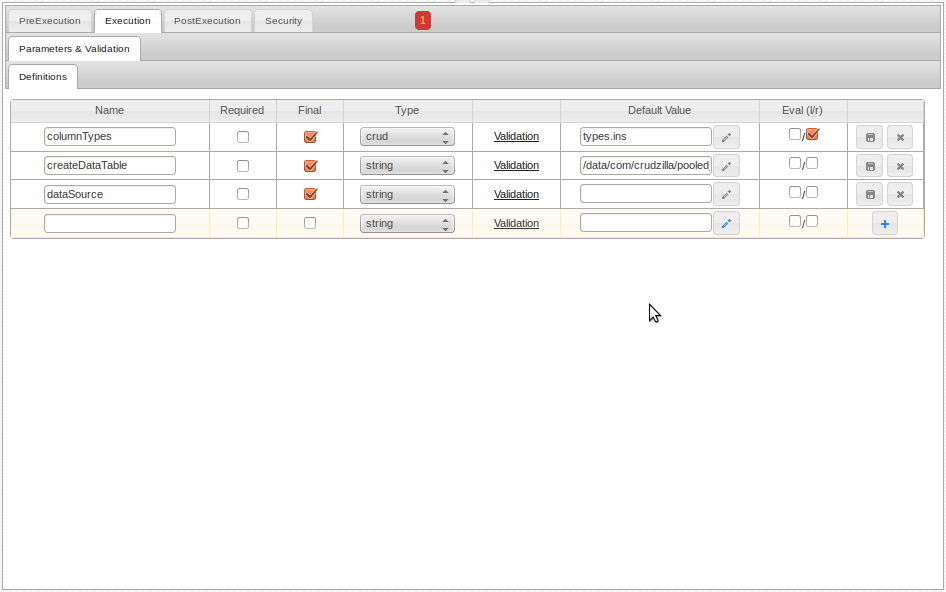 PreExecution Execution PostExecution Security 1
Parameters & Validation
Definitions
Name Required Final Type Default Value Eval (l/r)
columnTypes crud Validation types.ins /
createDataTable string Validation /data/com/crudzilla/pooled_ /
dataSource string Validation /
string Validation / +